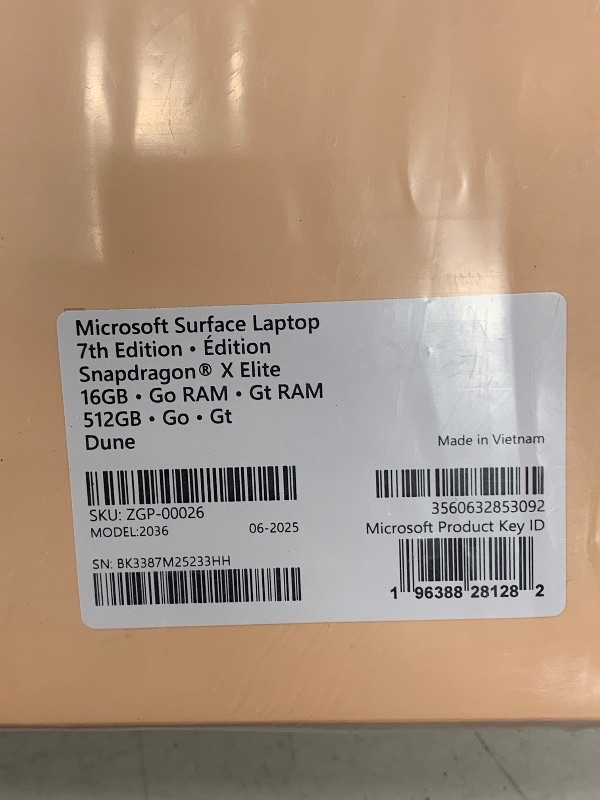 Microsoft Surface Laptop
7th Edition • Édition
Snapdragon® X Elite
16GB • Go RAM • Gt RAM
512GB • Go • Gt
Dune
Made in Vietnam
SKU: ZGP-00026
MODEL:2036 06-2025
SN: BK3387M25233HH
3560632853092
Microsoft Product Key ID
1 96388 28128 2